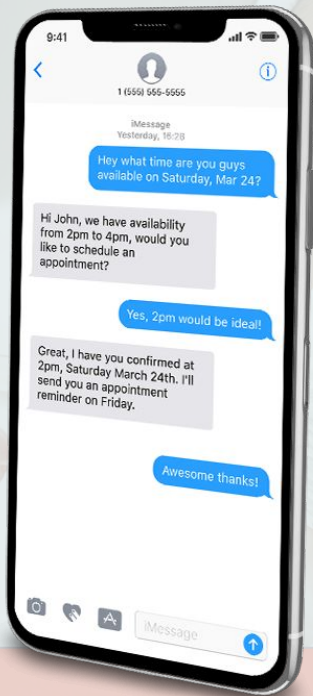 9:41
1 (555) 555-5555
iMessage
Yesterday, 16:28
Hey what time are you guys
available on Saturday, Mar 24?
Hi John, we have availability
from 2pm to 4pm, would you
like to schedule an
appointment?
Yes, 2pm would be ideal!
Great, I have you confirmed at
2pm, Saturday March 24th. I'll
send you an appointment
reminder on Friday.
Awesome thanks!
iMessage